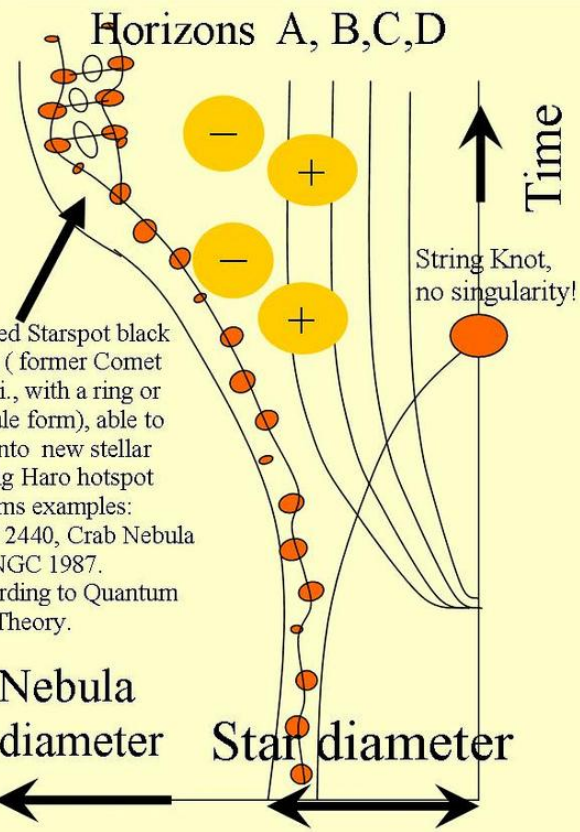 Horizons A, B,C,D
Time
−
+
−
+
String Knot,
no singularity!
ed Starspot black
( former Comet
i., with a ring or
le form), able to
nto new stellar
g Haro hotspot
ms examples:
2440, Crab Nebula
NGC 1987.
rding to Quantum
Theory.
Nebula
diameter
Star diameter